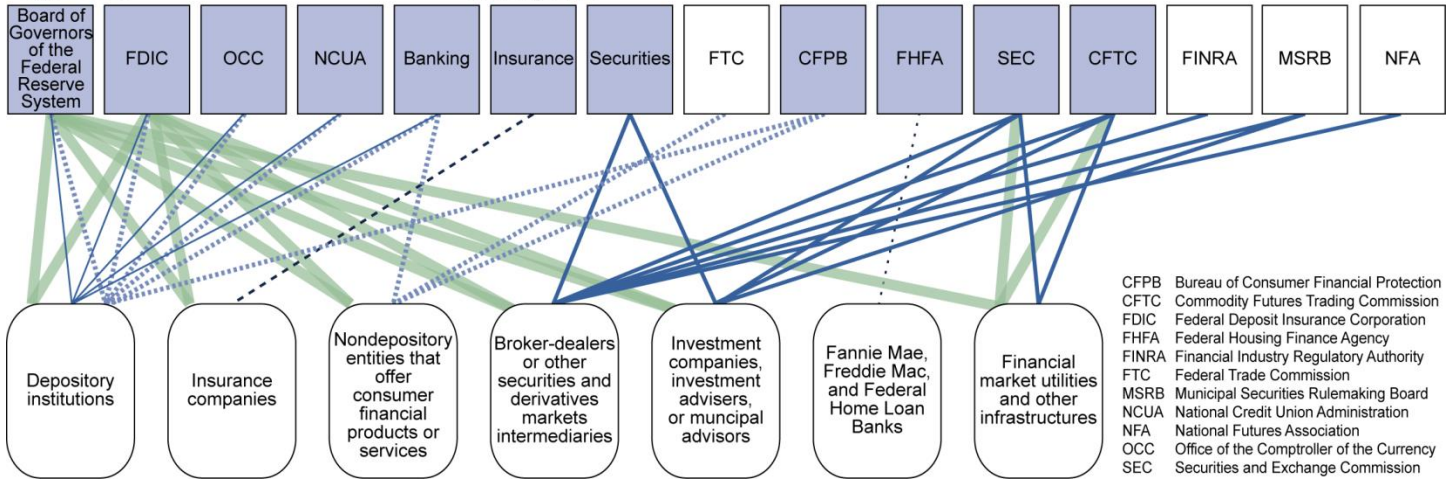 Board of
Governors
of the
Federal
Reserve
System
FDIC
OCC
NCUA
Banking
Insurance
Securities
FTC
CFPB
FHFA
SEC
CFTC
FINRA
MSRB
NFA
Depository
institutions
Insurance
companies
Nondepository
entities that
offer
consumer
financial
products or
services
Broker-dealers
or other
securities and
derivatives
markets
intermediaries
Investment
companies,
investment
advisers,
or muncipal
advisors
Fannie Mae,
Freddie Mac,
and Federal
Home Loan
Banks
Financial
market utilities
and other
infrastructures
CFPB Bureau of Consumer Financial Protection
CFTC Commodity Futures Trading Commission
FDIC Federal Deposit Insurance Corporation
FHFA Federal Housing Finance Agency
FINRA Financial Industry Regulatory Authority
FTC Federal Trade Commission
MSRB Municipal Securities Rulemaking Board
NCUA National Credit Union Administration
NFA National Futures Association
OCC Office of the Comptroller of the Currency
SEC Securities and Exchange Commission